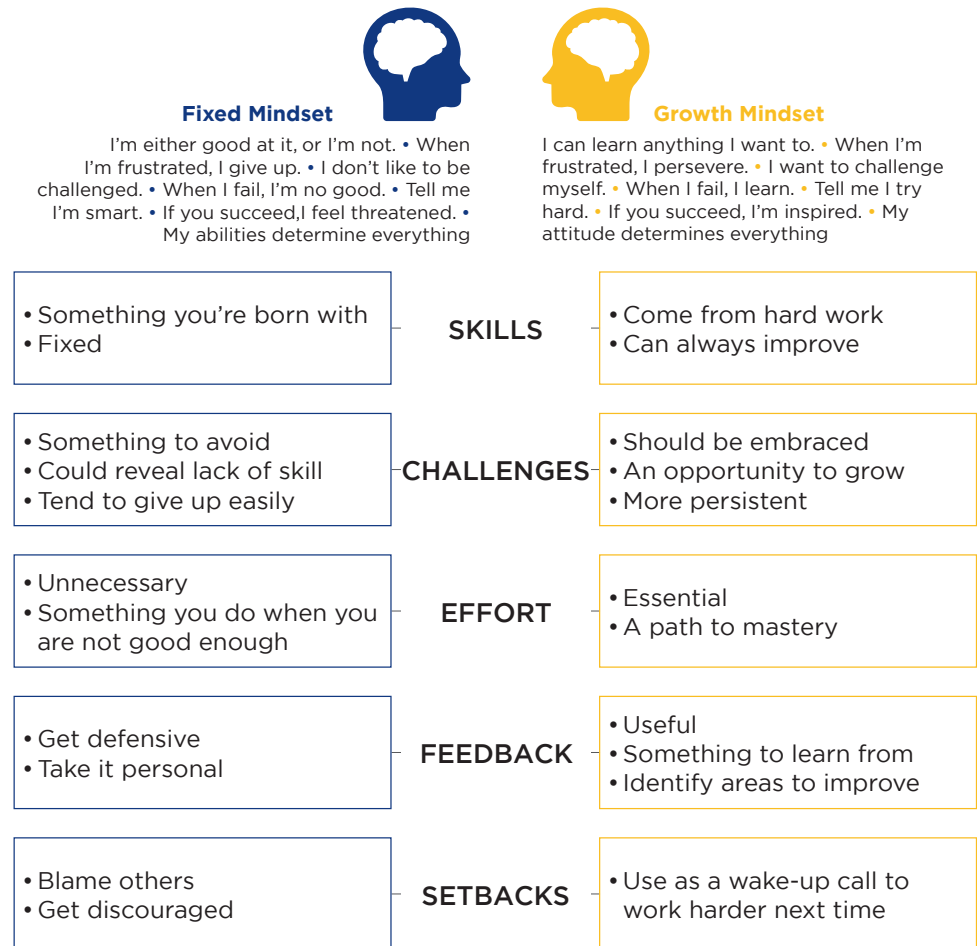 Fixed Mindset
I'm either good at it, or I'm not. • When
I'm frustrated, I give up. • I don't like to be
challenged. • When I fail, I'm no good. • Tell me
I'm smart. • If you succeed,I feel threatened. •
My abilities determine everything
Growth Mindset
I can learn anything I want to. • When I'm
frustrated, I persevere. • I want to challenge
myself. • When I fail, I learn. • Tell me I try
hard. • If you succeed, I'm inspired. • My
attitude determines everything
• Something you're born with
• Fixed
SKILLS
• Come from hard work
• Can always improve
• Something to avoid
• Could reveal lack of skill
• Tend to give up easily
CHALLENGES
• Should be embraced
• An opportunity to grow
• More persistent
• Unnecessary
• Something you do when you
are not good enough
EFFORT
• Essential
• A path to mastery
• Get defensive
• Take it personal
FEEDBACK
• Useful
• Something to learn from
• Identify areas to improve
• Blame others
• Get discouraged
SETBACKS
• Use as a wake-up call to
work harder next time